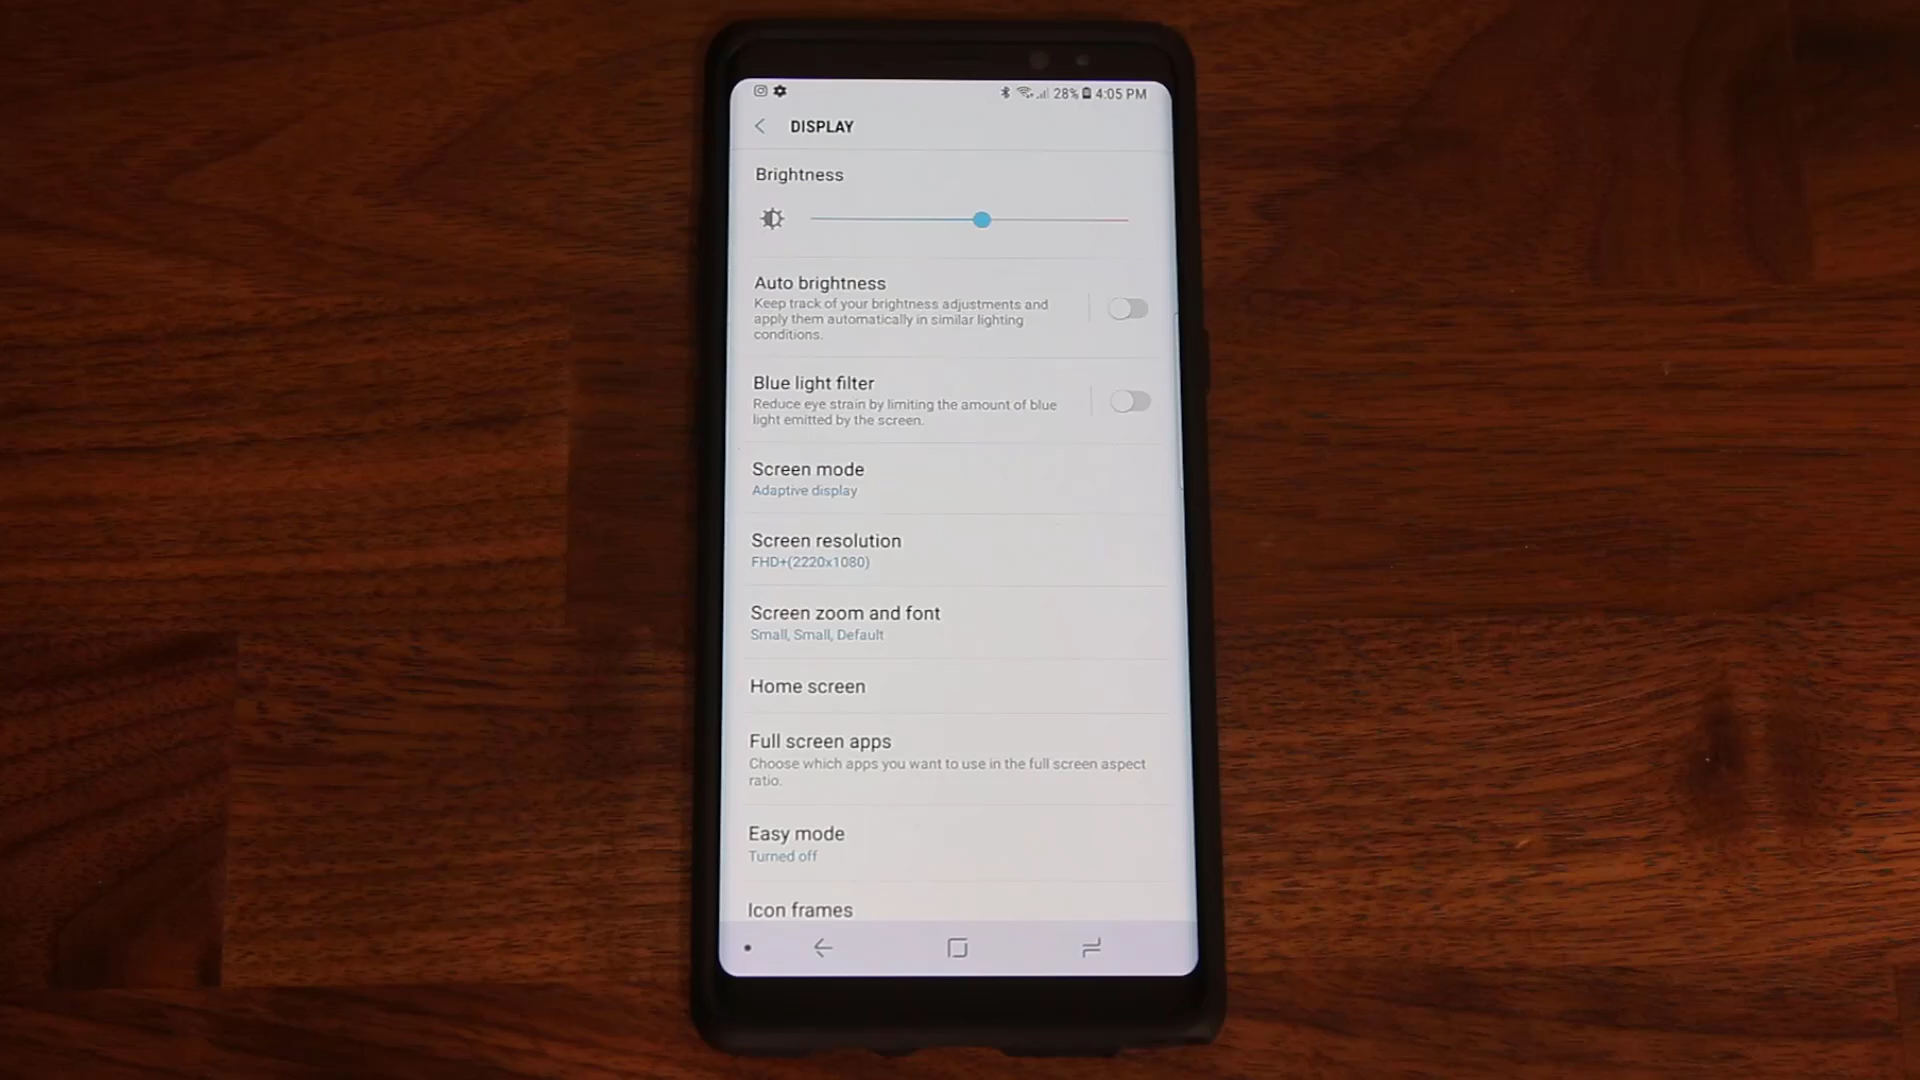 28% 4:05 PM
DISPLAY
Brightness
Auto brightness
Keep track of your brightness adjustments and
apply them automatically in similar lighting
conditions.
Blue light filter
Reduce eye strain by limiting the amount of blue
light emitted by the screen.
Screen mode
Adaptive display
Screen resolution
FHD+(2220x1080)
Screen zoom and font
Small, Small, Default
Home screen
Full screen apps
Choose which apps you want to use in the full screen aspect
ratio.
Easy mode
Turned off
Icon frames